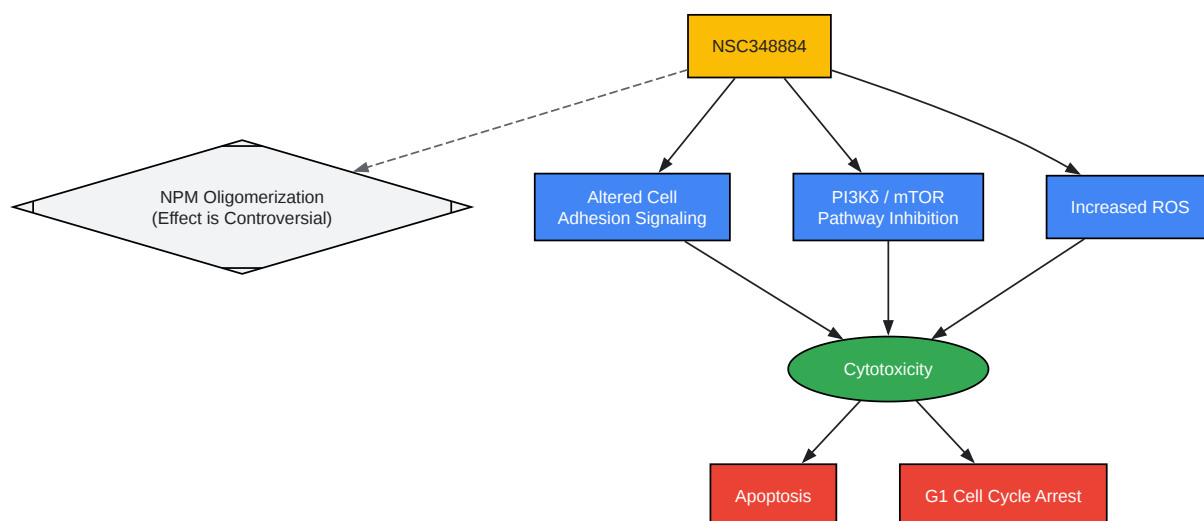 NSC348884
NPM Oligomerization
(Effect is Controversial)
Altered Cell
Adhesion Signaling
PI3Kδ / mTOR
Pathway Inhibition
Increased ROS
Cytotoxicity
Apoptosis
G1 Cell Cycle Arrest